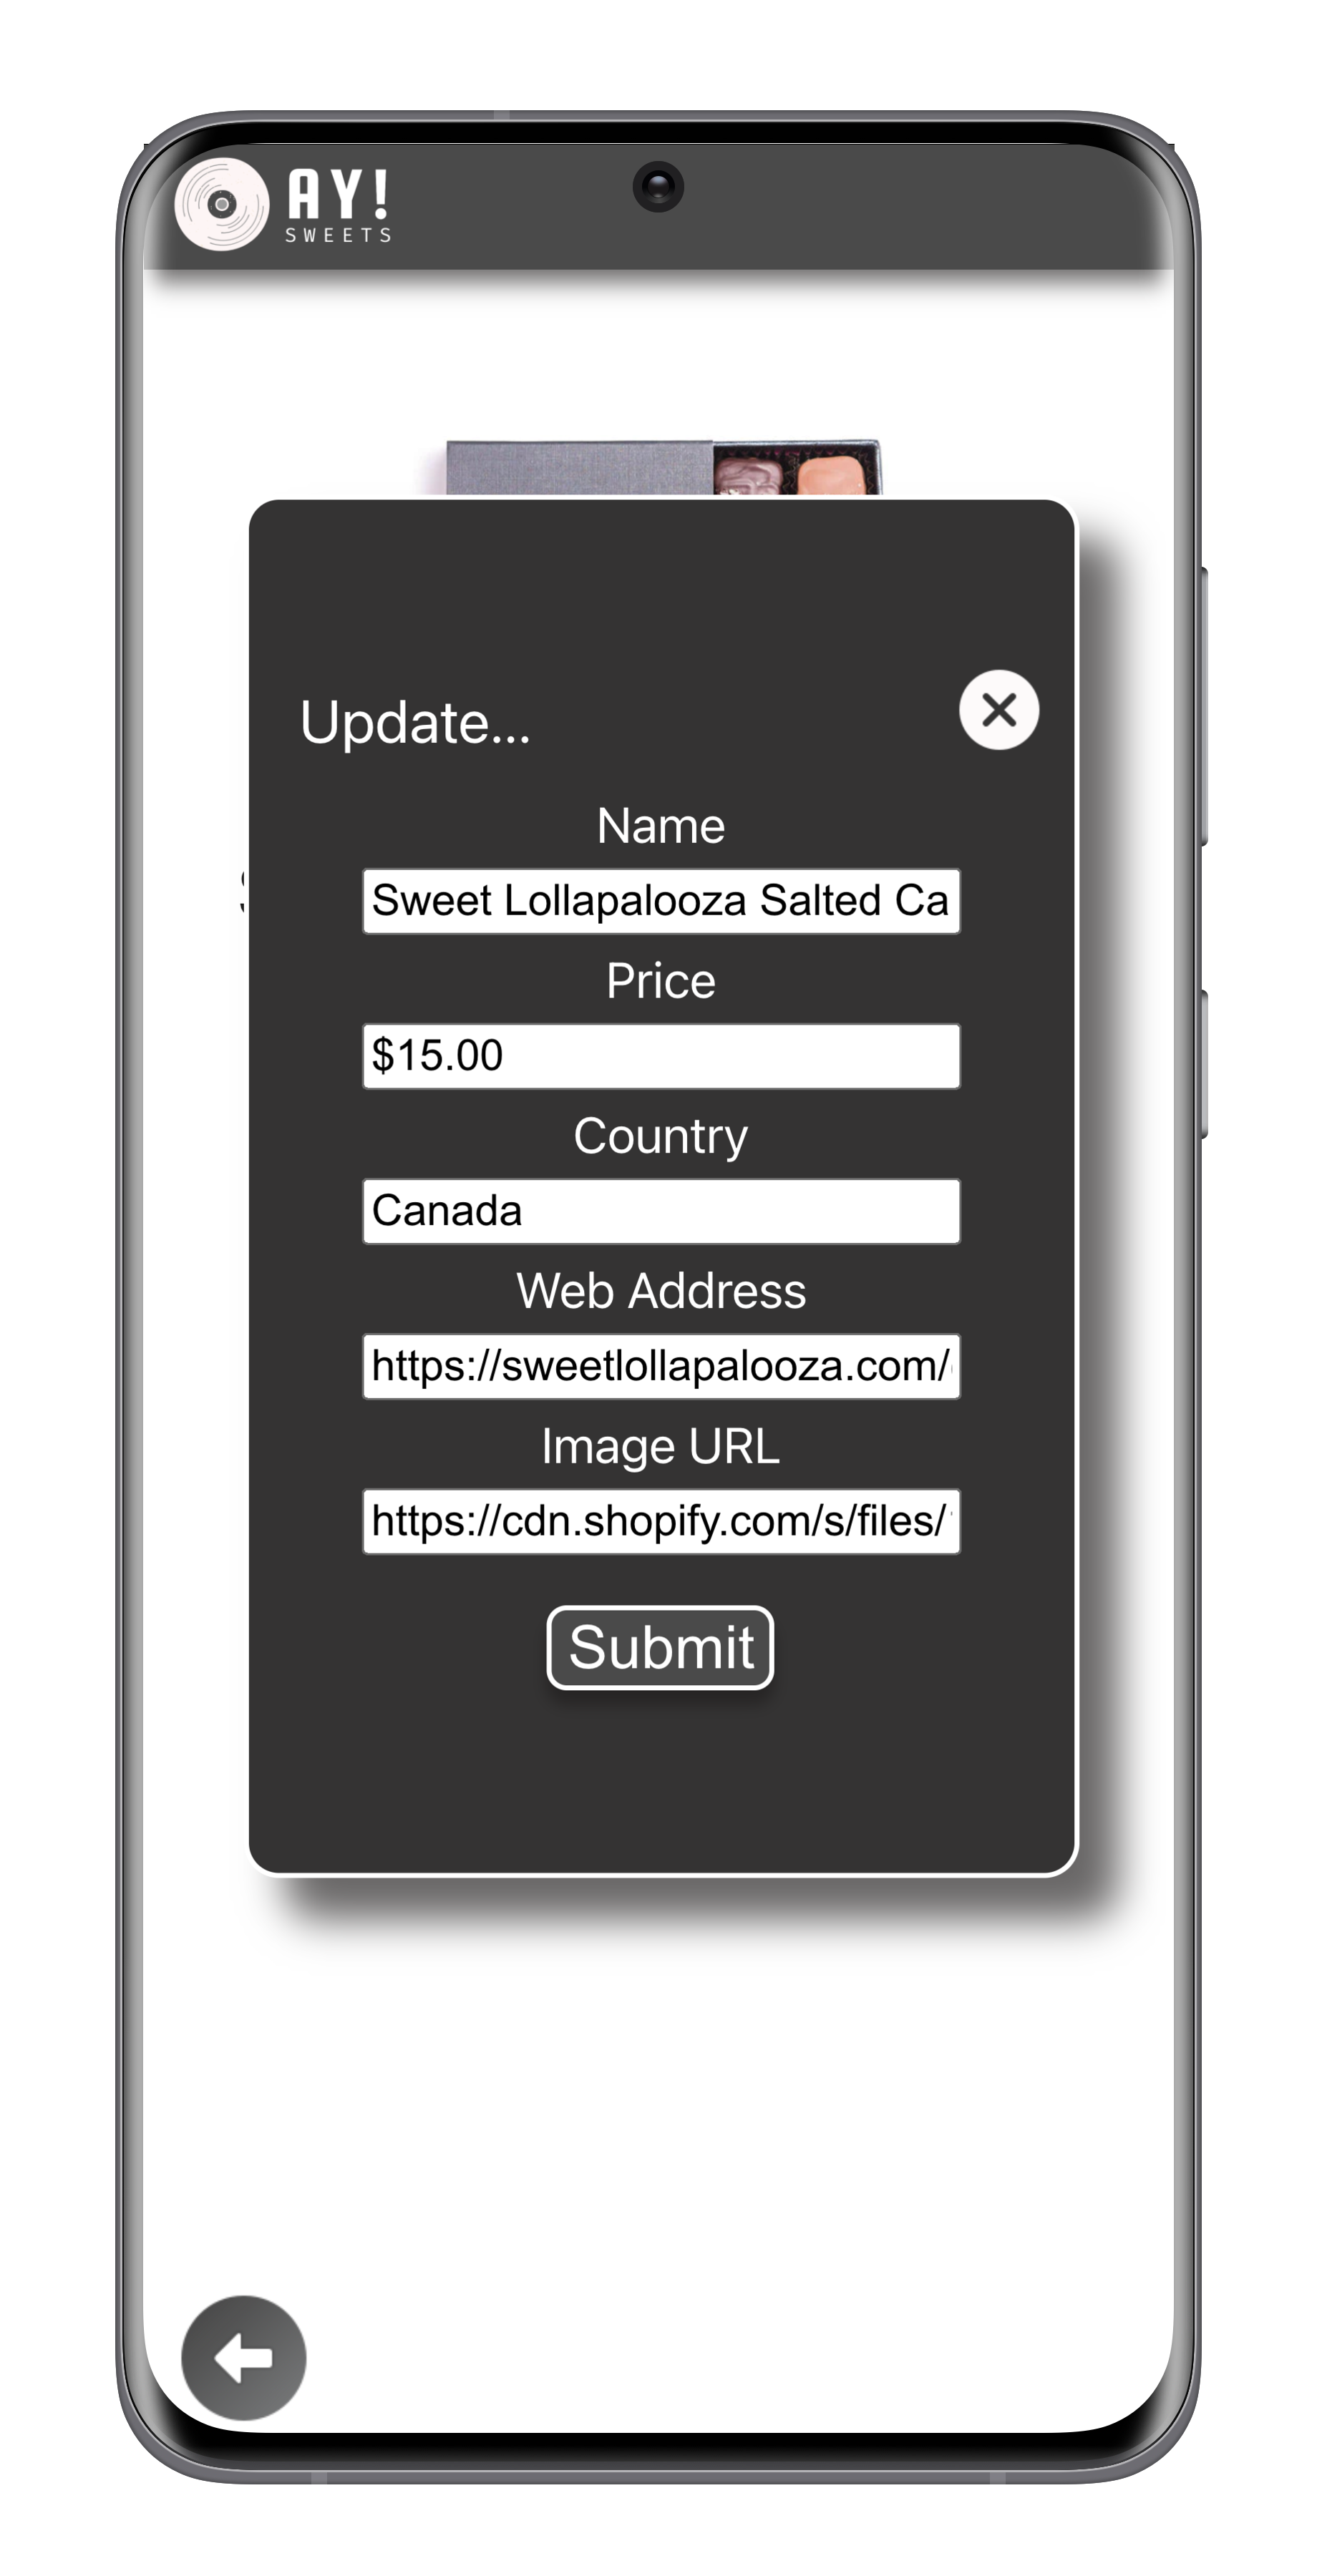 AY!
SWEETS
Update...
Name
Sweet Lollapalooza Salted Ca
Price
$15.00
Country
Canada
Web Address
https://sweetlollapalooza.com/
Image URL
https://cdn.shopify.com/s/files/
Submit